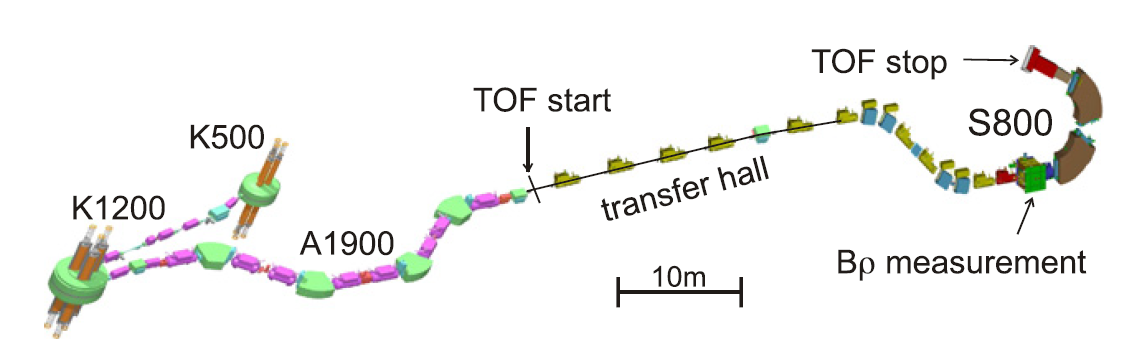 TOF stop
TOF start
S800
K500
transfer hall
K1200
A1900
Bρ measurement
10m